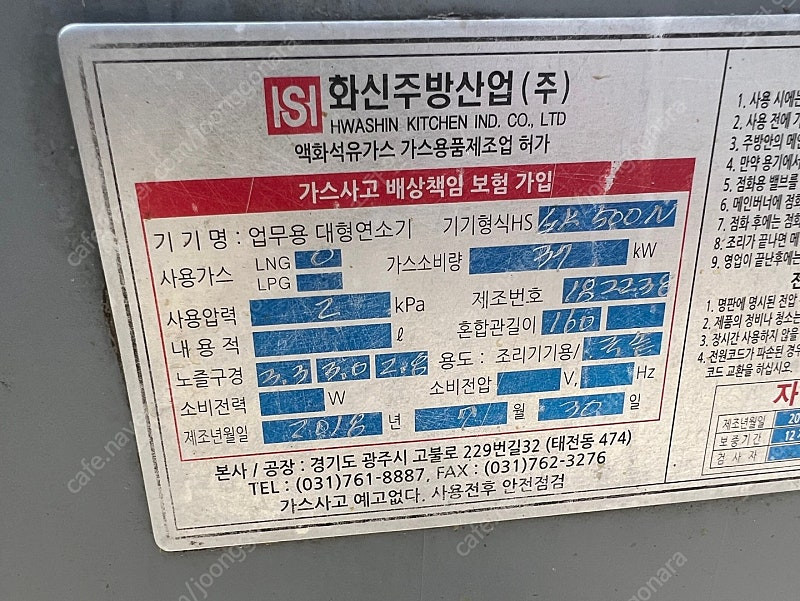 HSI 화신주방산업(주)
HWASHIN KITCHEN IND. CO., LTD
액화석유가스 가스용품제조업 허가
가스사고 배상책임 보험 가입
기 기 명 : 업무용 대형연소기 기기형식HS 500N
사용가스 LNG 0 LPG 가스소비량 37 kW
사용압력 2 kPa 제조번호 182238
내 용 적 ℓ 혼합관길이 160
노즐구경 3.3 3.0 2.8 용도 : 조리기기용/
소비전력 W 소비전압 V, Hz
제조년월일 2018 년 월 30 일
본사 / 공장 : 경기도 광주시 고불로 229번길32 (태전동 474)
TEL : (031)761-8887, FAX : (031)762-3276
가스사고 예고없다. 사용전후 안전점검
1. 사용 시에는
2. 사용 전에
3. 주방안의
4. 만약 용기에서
5. 점화용 밸브를
6. 메인버너에 점화
7. 점화 후에는 점화
8. 조리가 끝나면
9. 영업이 끝난후에는
1. 명판에 명시된 전압
2. 제품의 정비나 청소는
3. 장시간 사용하지 않을
4. 전원코드가 파손된 경우
코드 교환을 하십시오.
자
제조년월일 20
보증기간 12
검 사 자
cafe.naver.com/joonggonara